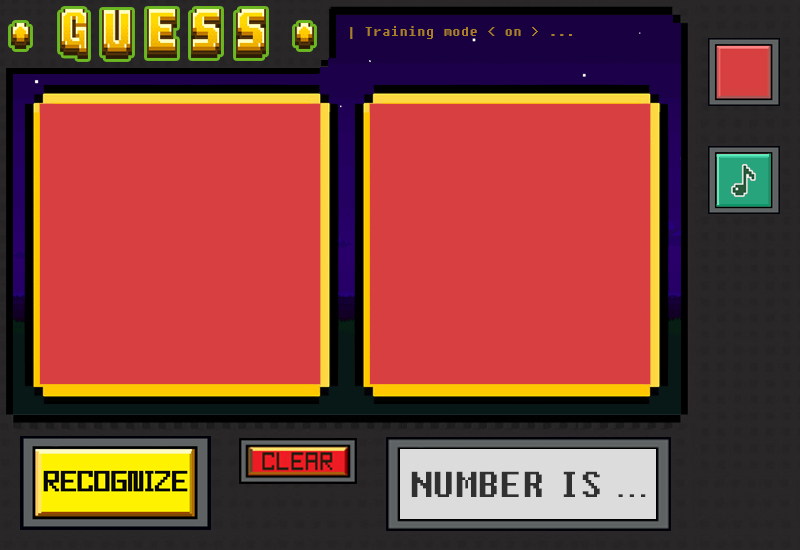 GUESS
| Training mode < on > ...
RECOGNIZE
CLEAR
NUMBER IS ...